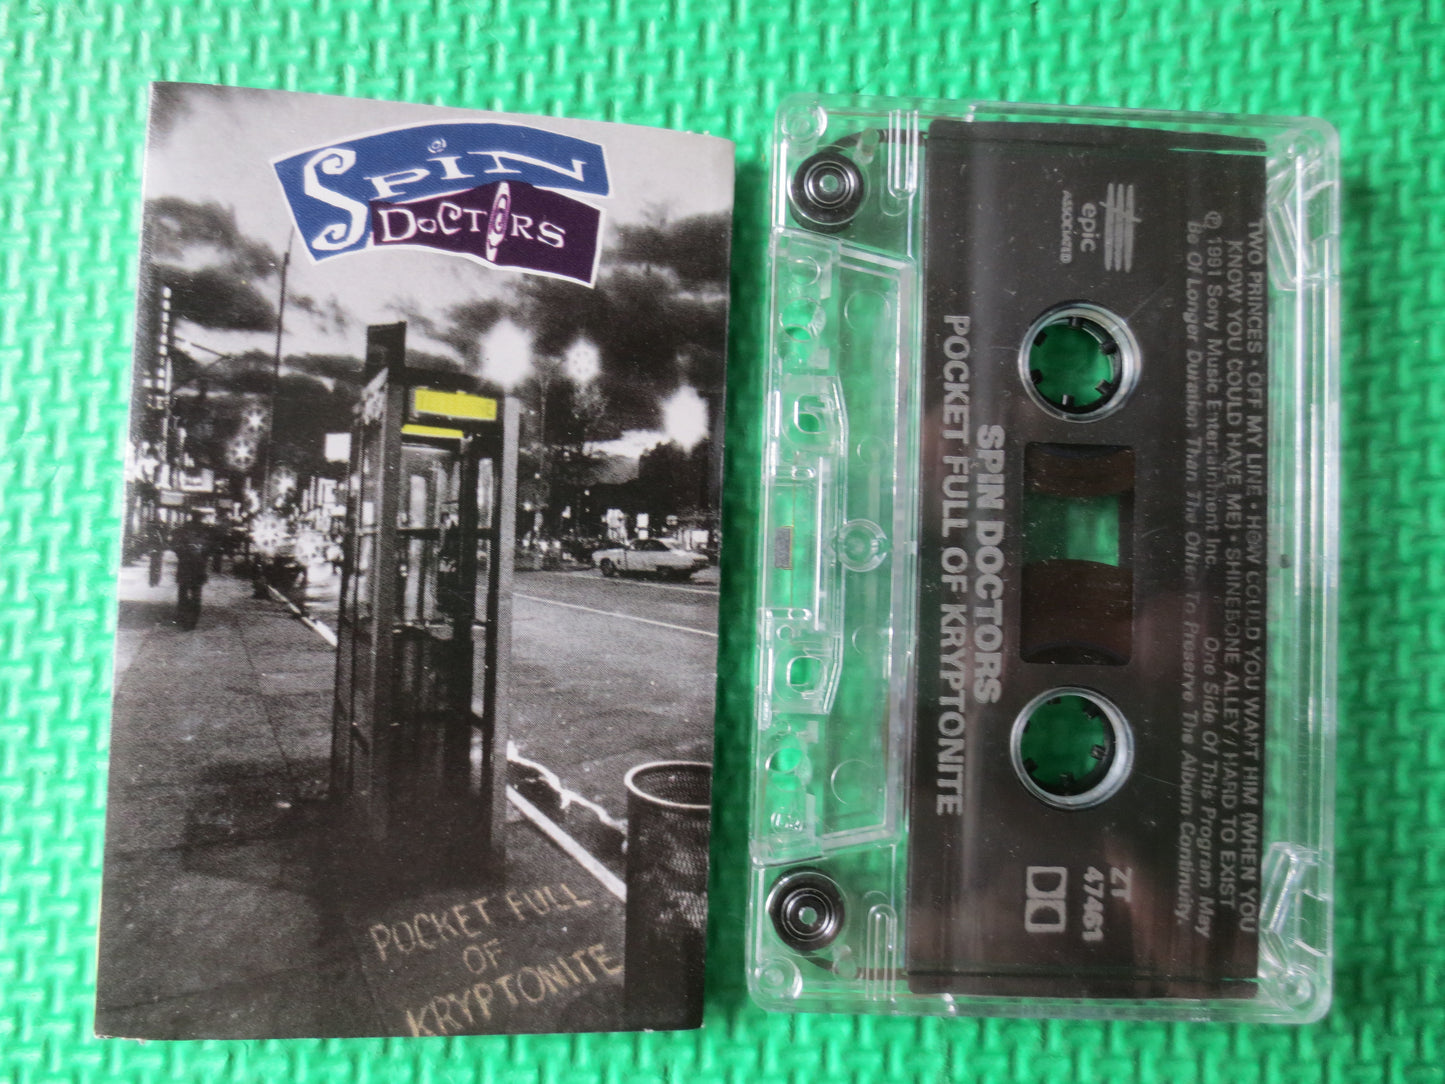 SPIN
DOCTORS
POCKET FULL
OF
KRYPTONITE
epic
ASSOCIATED
SPIN DOCTORS
POCKET FULL OF KRYPTONITE
ZT
47461
TWO PRINCES • OFF MY LINE • HOW COULD YOU WANT HIM (WHEN YOU
KNOW YOU COULD HAVE ME) • SHINBONE ALLEY / HARD TO EXIST
℗ 1991 Sony Music Entertainment Inc. One Side Of This Program May
Be Of Longer Duration Than The Other To Preserve The Album Continuity.